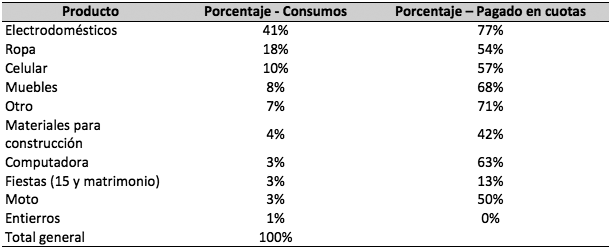 Producto Porcentaje - Consumos Porcentaje – Pagado en cuotas
Electrodomésticos 41% 77%
Ropa 18% 54%
Celular 10% 57%
Muebles 8% 68%
Otro 7% 71%
Materiales para
construcción 4% 42%
Computadora 3% 63%
Fiestas (15 y matrimonio) 3% 13%
Moto 3% 50%
Entierros 1% 0%
Total general 100%